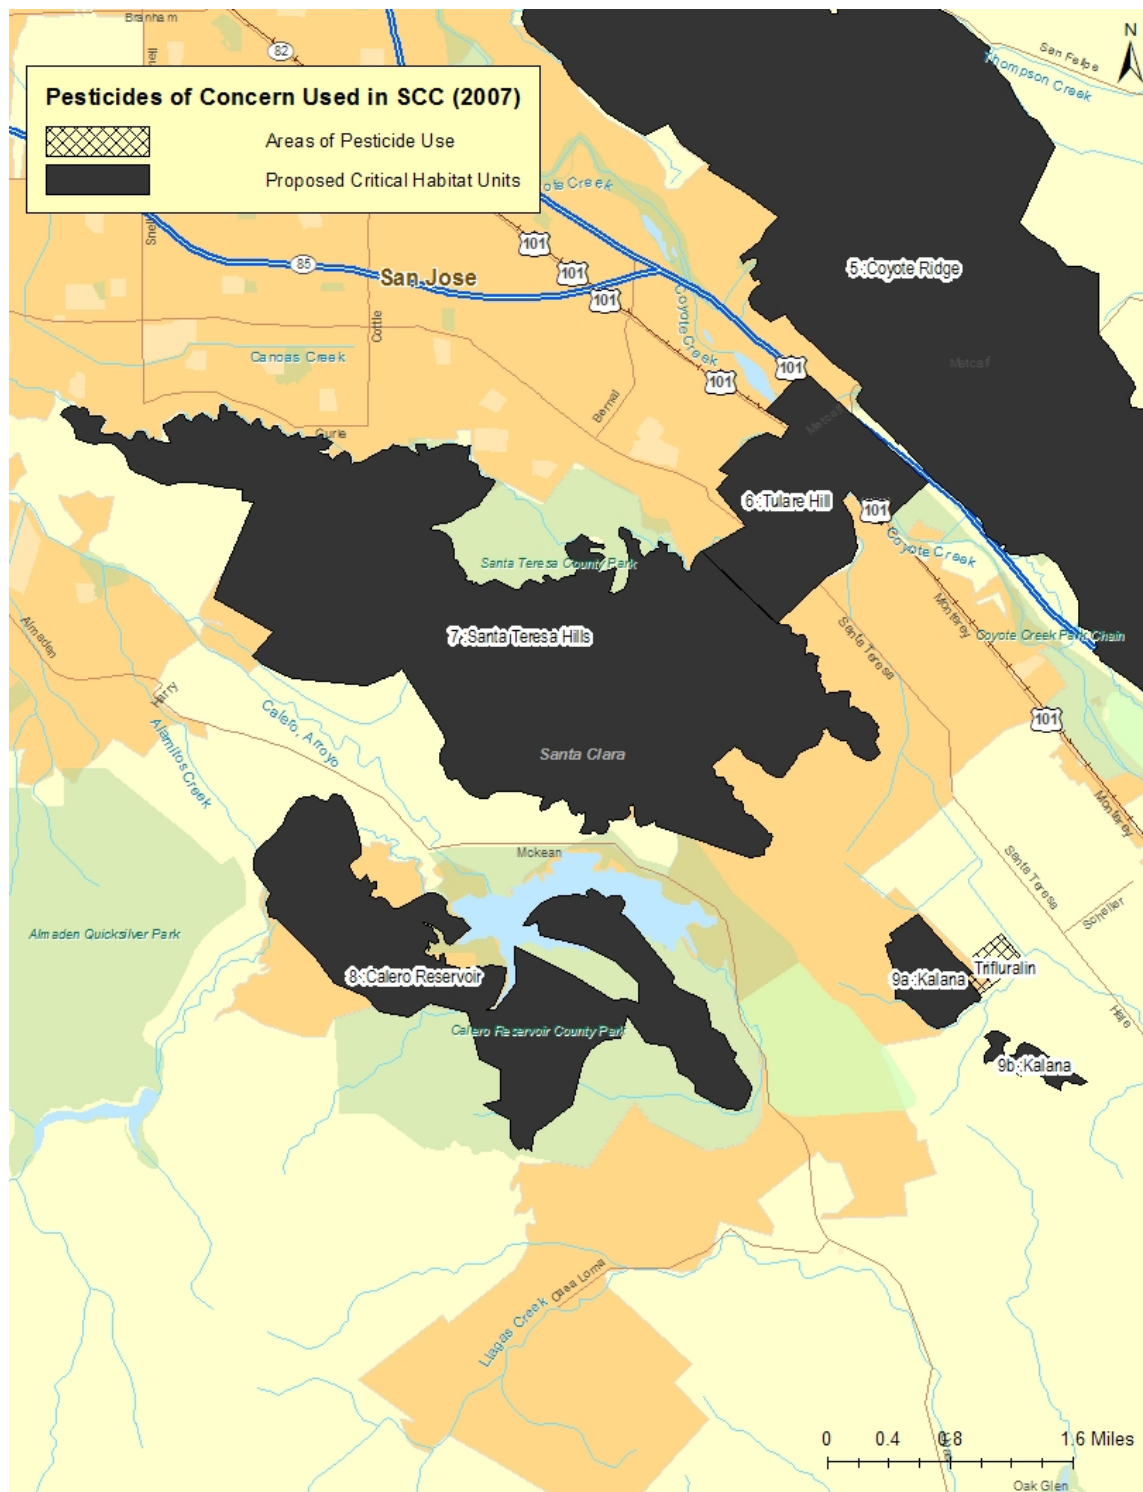 Branham
82
San Felipe
N
Thompson Creek
Pesticides of Concern Used in SCC (2007)
Areas of Pesticide Use
Proposed Critical Habitat Units
ote Creek
Snell
85
San Jose
101
101
101
5: Coyote Ridge
Coyote Creek
Cottle
Canoas Creek
101
101
Metcalf
Bernal
Metcalf
Curie
6: Tulare Hill
101
Coyote Creek
Santa Teresa County Park
Monterey
Almaden
7: Santa Teresa Hills
Santa Teresa
Coyote Creek Park Chain
Harry
Calero, Arroyo
101
Alamitos Creek
Santa Clara
Monterey
Mckean
Santa Teresa
Scheller
Almaden Quicksilver Park
8: Calero Reservoir
9a: Kalana
Trifluralin
Hale
Calero Reservoir County Park
9b: Kalana
Llagas Creek
Loma
0 0.4 0.8 1.6 Miles
Oak Glen